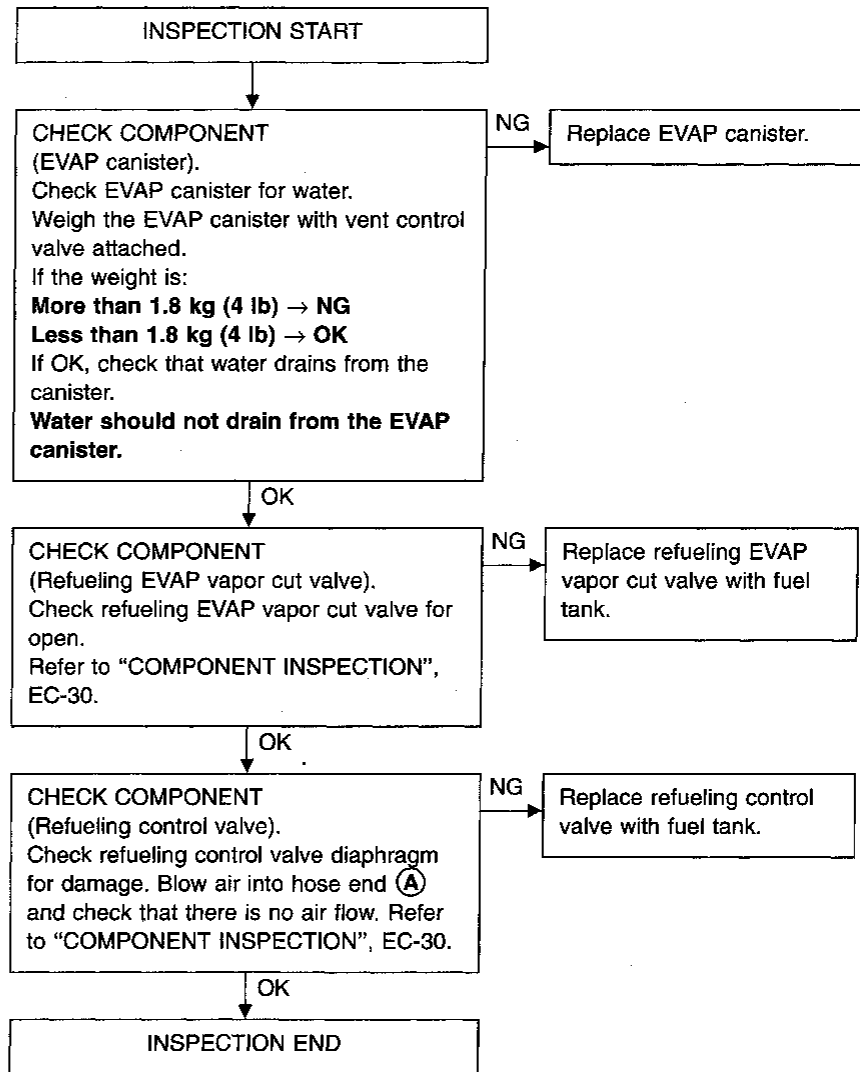 INSPECTION START
CHECK COMPONENT
(EVAP canister).
Check EVAP canister for water.
Weigh the EVAP canister with vent control
valve attached.
If the weight is:
More than 1.8 kg (4 lb) → NG
Less than 1.8 kg (4 lb) → OK
If OK, check that water drains from the
canister.
Water should not drain from the EVAP
canister.
NG
Replace EVAP canister.
OK
CHECK COMPONENT
(Refueling EVAP vapor cut valve).
Check refueling EVAP vapor cut valve for
open.
Refer to “COMPONENT INSPECTION”,
EC-30.
NG
Replace refueling EVAP
vapor cut valve with fuel
tank.
OK
CHECK COMPONENT
(Refueling control valve).
Check refueling control valve diaphragm
for damage. Blow air into hose end Ⓐ
and check that there is no air flow. Refer
to “COMPONENT INSPECTION”, EC-30.
NG
Replace refueling control
valve with fuel tank.
OK
INSPECTION END